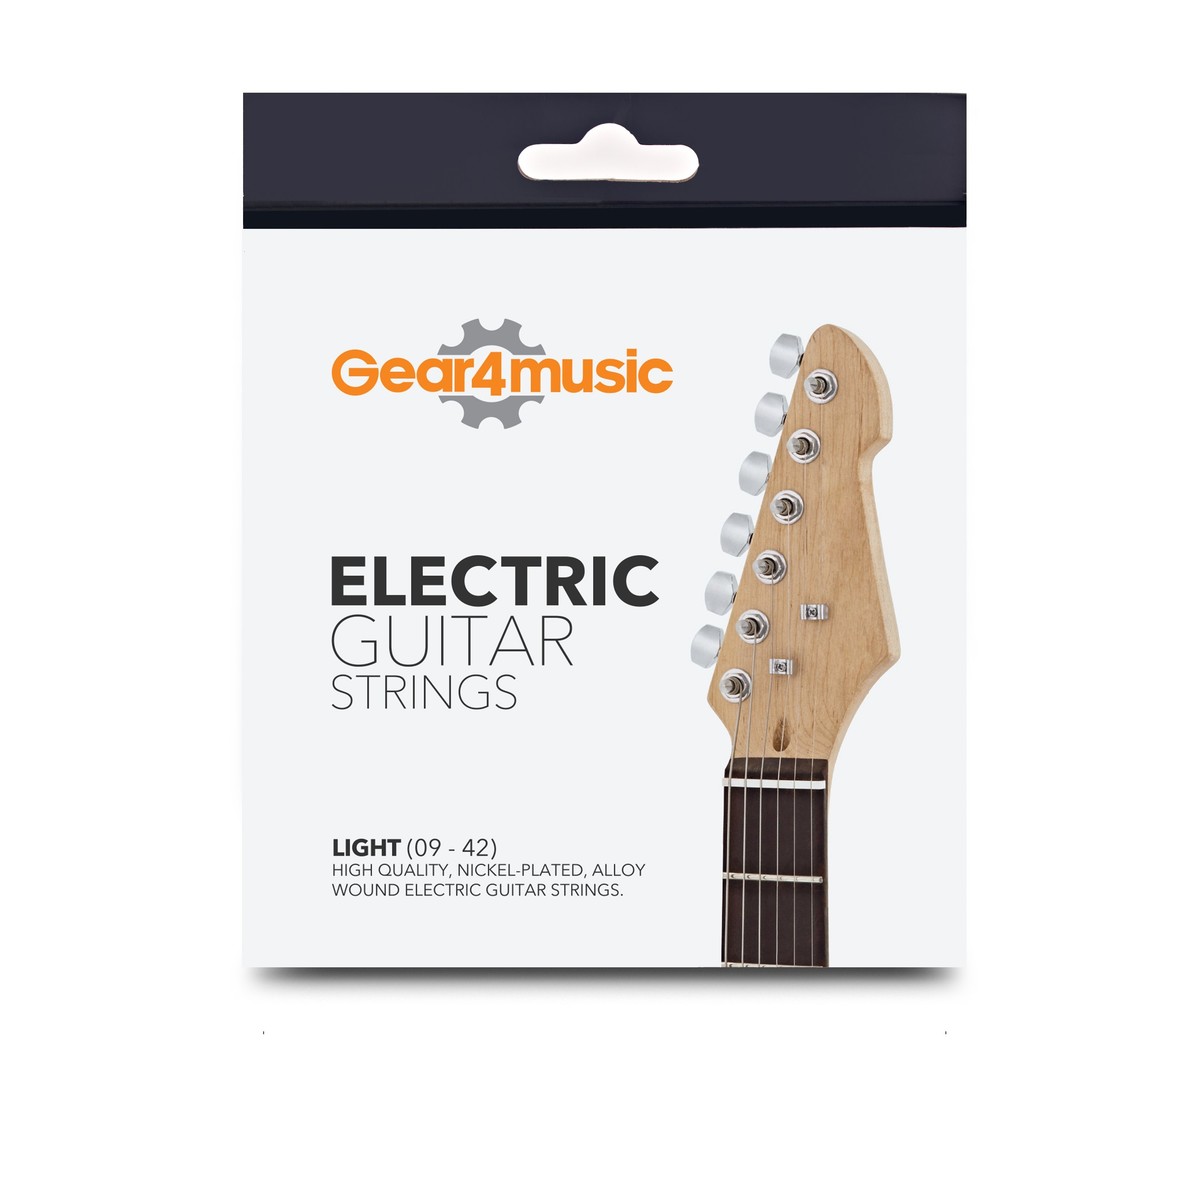 Gear4music
ELECTRIC
GUITAR
STRINGS
LIGHT (09 - 42)
HIGH QUALITY, NICKEL-PLATED, ALLOY
WOUND ELECTRIC GUITAR STRINGS.